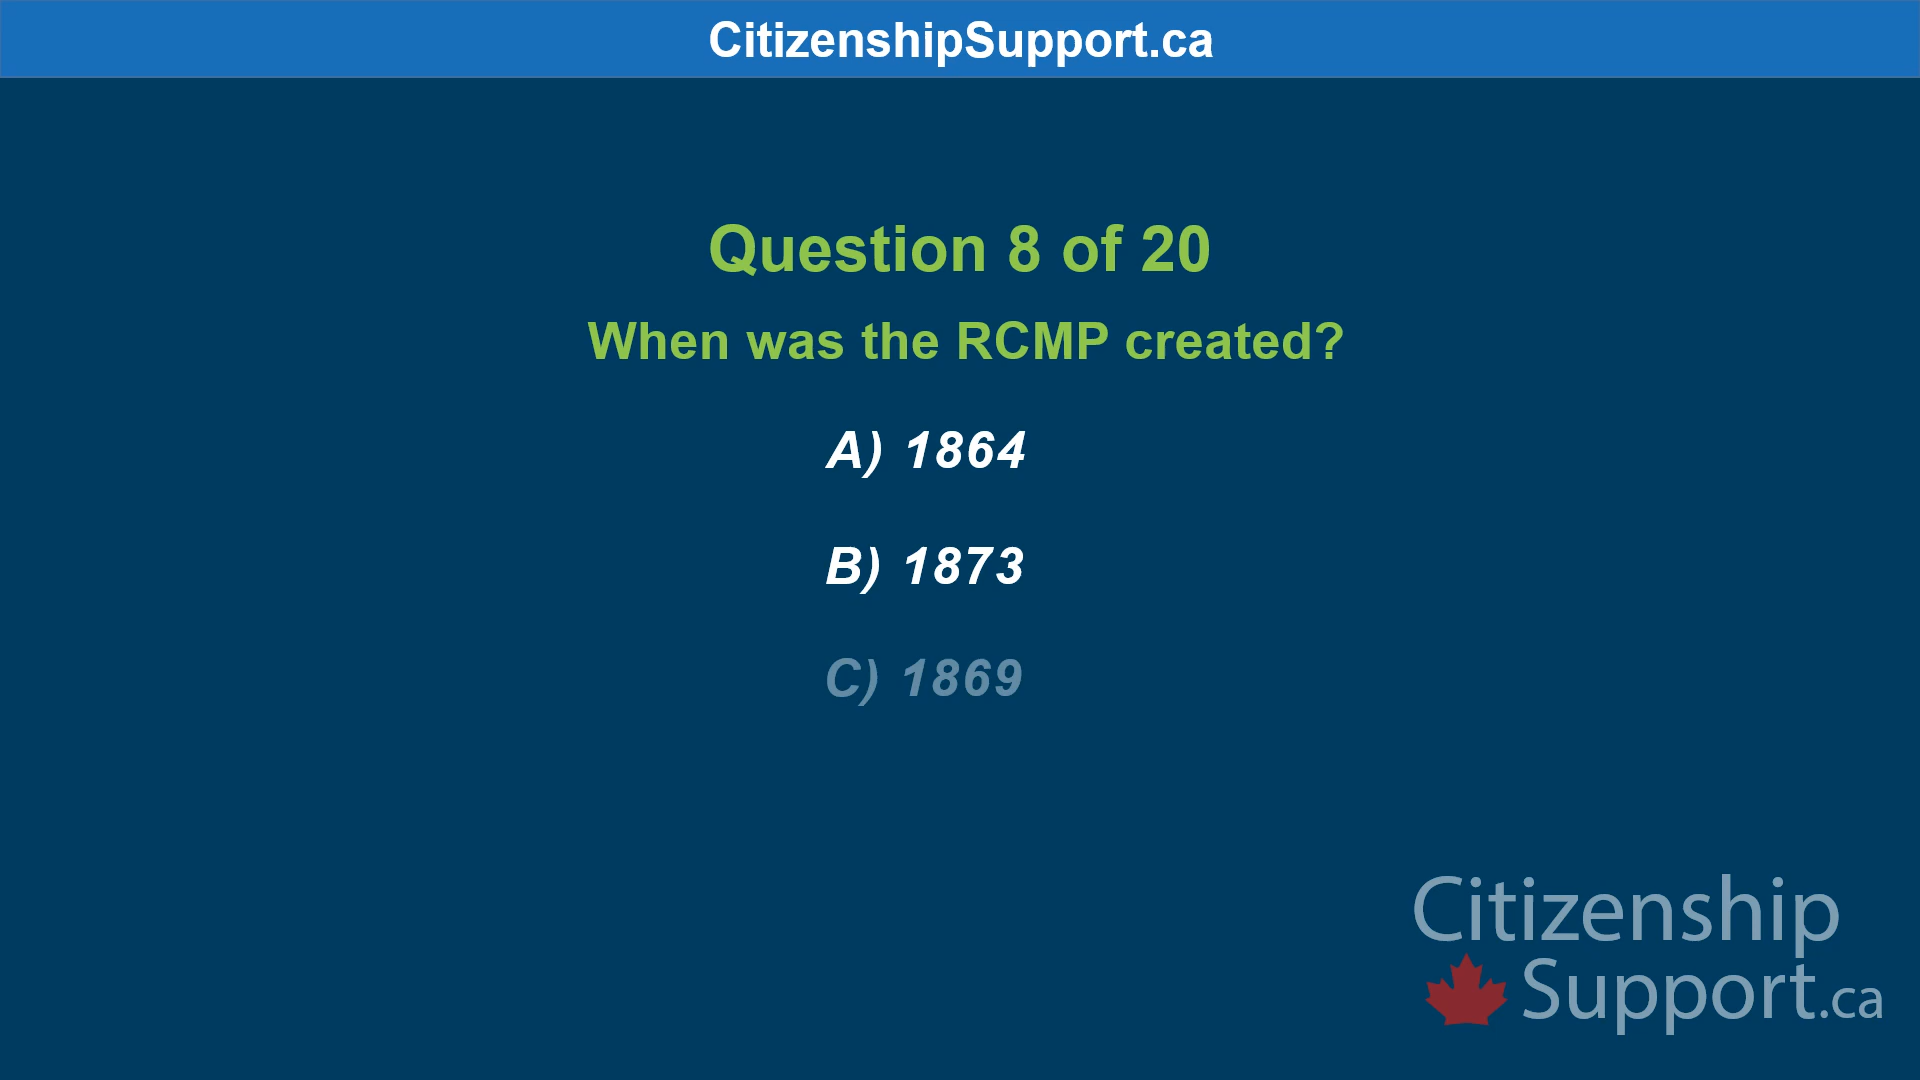 CitizenshipSupport.ca
Question 8 of 20
When was the RCMP created?
A) 1864
B) 1873
C) 1869
Citizenship
Support.ca